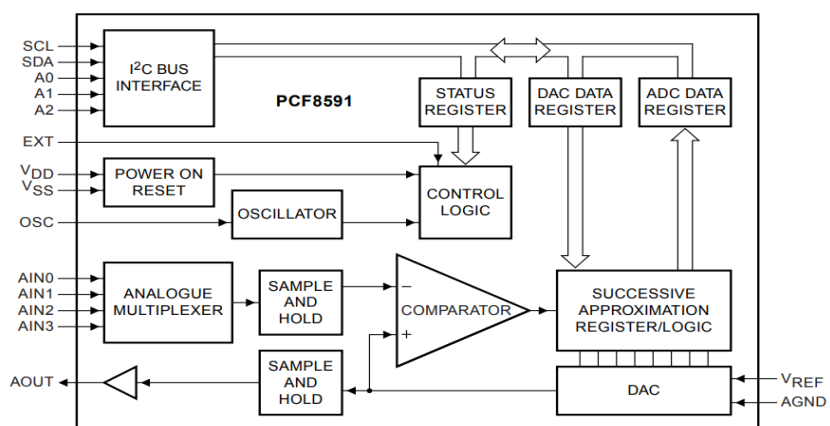 SCL
SDA
A0
A1
A2
I²C BUS
INTERFACE
PCF8591
STATUS
REGISTER
DAC DATA
REGISTER
ADC DATA
REGISTER
EXT
VDD
VSS
POWER ON
RESET
CONTROL
LOGIC
OSC
OSCILLATOR
AIN0
AIN1
AIN2
AIN3
ANALOGUE
MULTIPLEXER
SAMPLE
AND
HOLD
−
COMPARATOR
+
SUCCESSIVE
APPROXIMATION
REGISTER/LOGIC
AOUT
SAMPLE
AND
HOLD
DAC
VREF
AGND